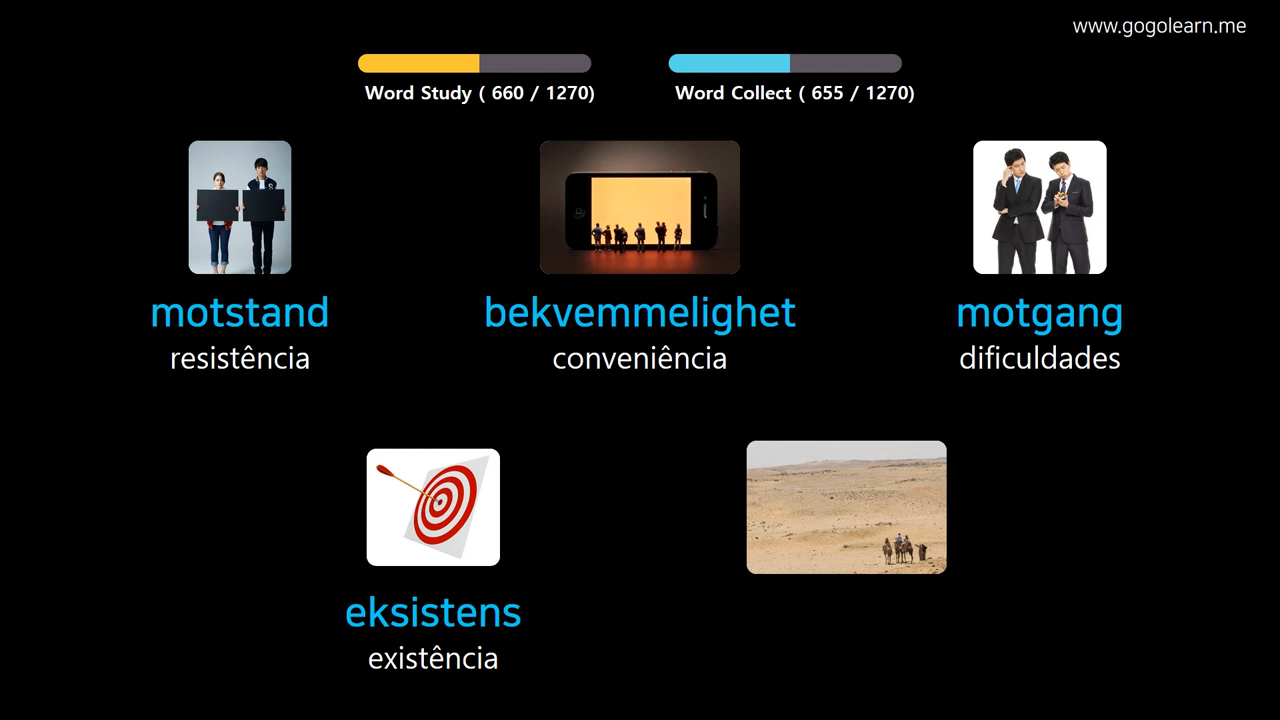 www.gogolearn.me
Word Study ( 660 / 1270)
Word Collect ( 655 / 1270)
motstand
resistência
bekvemmelighet
conveniência
motgang
dificuldades
eksistens
existência